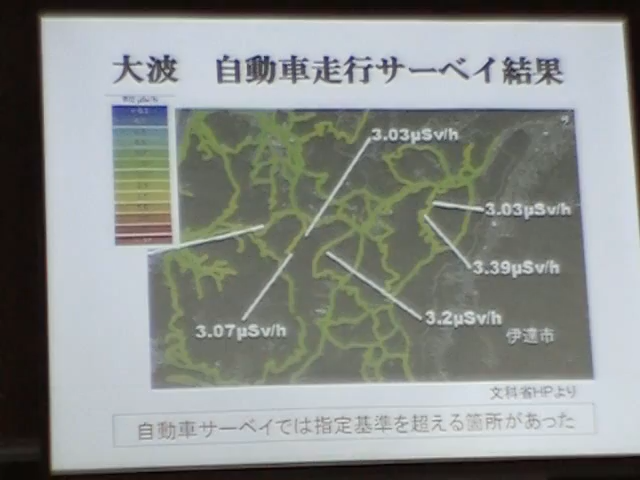 大波　自動車走行サーベイ結果
3.03μSv/h
3.03μSv/h
3.39μSv/h
3.2μSv/h
3.07μSv/h
伊達市
文科省HPより
自動車サーベイでは指定基準を超える箇所があった